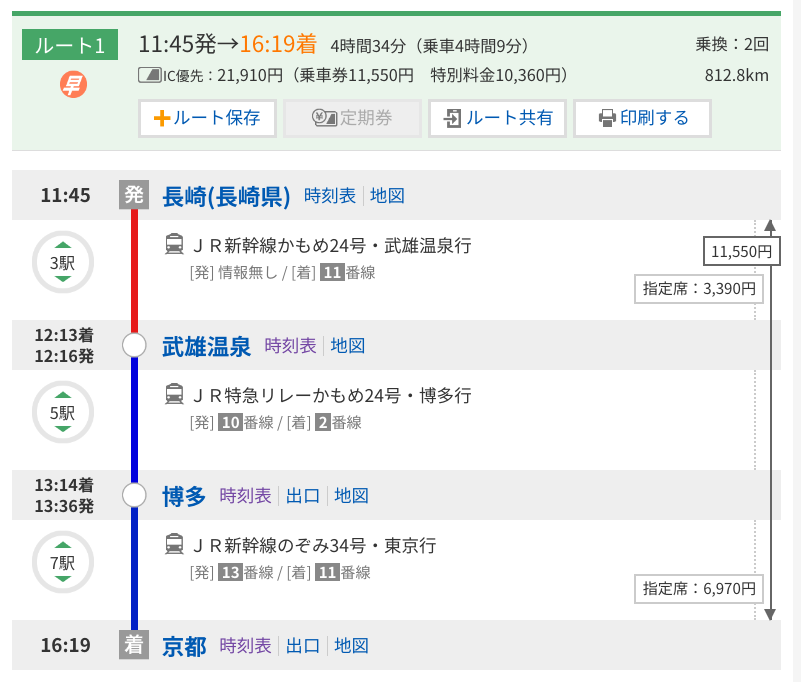 ルート1
11:45発→16:19着 4時間34分（乗車4時間9分） 乗換：2回
早 IC優先：21,910円（乗車券11,550円 特別料金10,360円） 812.8km
ルート保存 定期券 ルート共有 印刷する
11:45 発 長崎(長崎県) 時刻表 地図
3駅 ＪＲ新幹線かもめ24号・武雄温泉行 11,550円
[発] 情報無し / [着] 11番線
指定席：3,390円
12:13着
12:16発 武雄温泉 時刻表 地図
5駅 ＪＲ特急リレーかもめ24号・博多行
[発] 10番線 / [着] 2番線
13:14着
13:36発 博多 時刻表 出口 地図
7駅 ＪＲ新幹線のぞみ34号・東京行
[発] 13番線 / [着] 11番線
指定席：6,970円
16:19 着 京都 時刻表 出口 地図